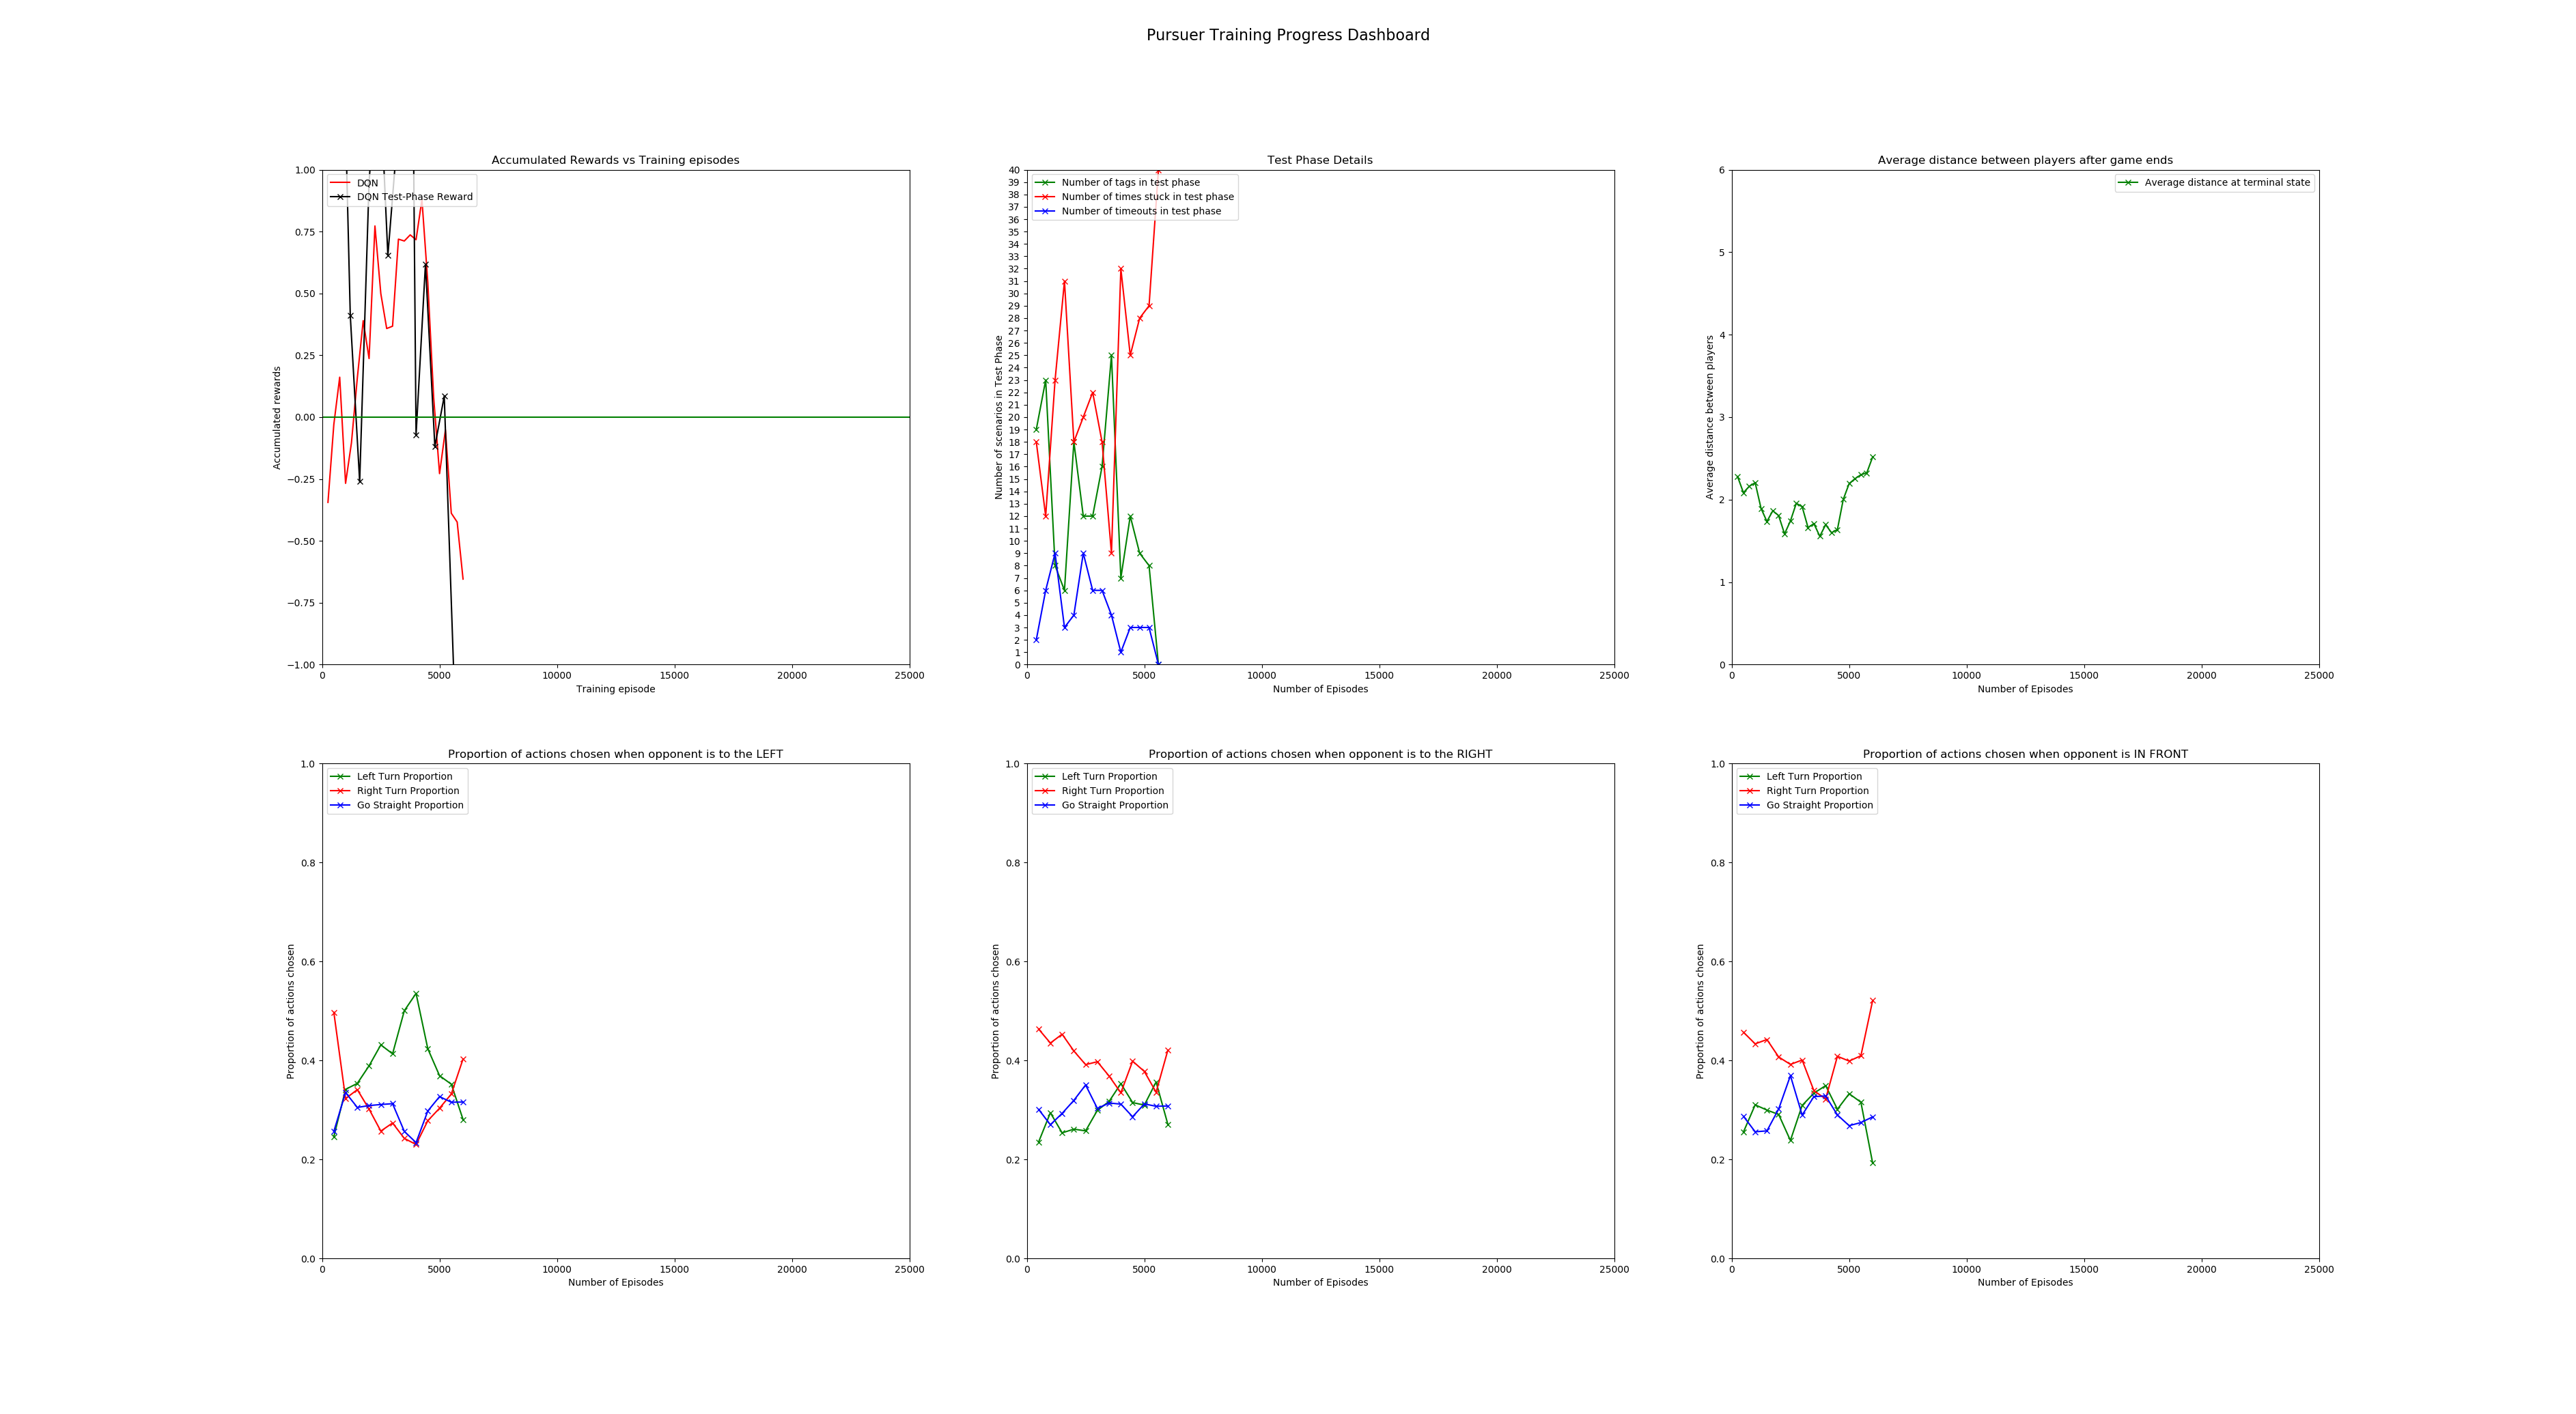 Pursuer Training Progress Dashboard
Accumulated Rewards vs Training episodes
1.00
0.75
0.50
0.25
0.00
−0.25
−0.50
−0.75
−1.00
Accumulated rewards
DQN
DQN Test-Phase Reward
0 5000 10000 15000 20000 25000
Training episode
Test Phase Details
40
39
38
37
36
35
34
33
32
31
30
29
28
27
26
25
24
23
22
21
20
19
18
17
16
15
14
13
12
11
10
9
8
7
6
5
4
3
2
1
0
Number of scenarios in Test Phase
Number of tags in test phase
Number of times stuck in test phase
Number of timeouts in test phase
0 5000 10000 15000 20000 25000
Number of Episodes
Average distance between players after game ends
6
5
4
3
2
1
0
Average distance between players
Average distance at terminal state
0 5000 10000 15000 20000 25000
Number of Episodes
Proportion of actions chosen when opponent is to the LEFT
1.0
0.8
0.6
0.4
0.2
0.0
Proportion of actions chosen
Left Turn Proportion
Right Turn Proportion
Go Straight Proportion
0 5000 10000 15000 20000 25000
Number of Episodes
Proportion of actions chosen when opponent is to the RIGHT
1.0
0.8
0.6
0.4
0.2
0.0
Proportion of actions chosen
Left Turn Proportion
Right Turn Proportion
Go Straight Proportion
0 5000 10000 15000 20000 25000
Number of Episodes
Proportion of actions chosen when opponent is IN FRONT
1.0
0.8
0.6
0.4
0.2
0.0
Proportion of actions chosen
Left Turn Proportion
Right Turn Proportion
Go Straight Proportion
0 5000 10000 15000 20000 25000
Number of Episodes